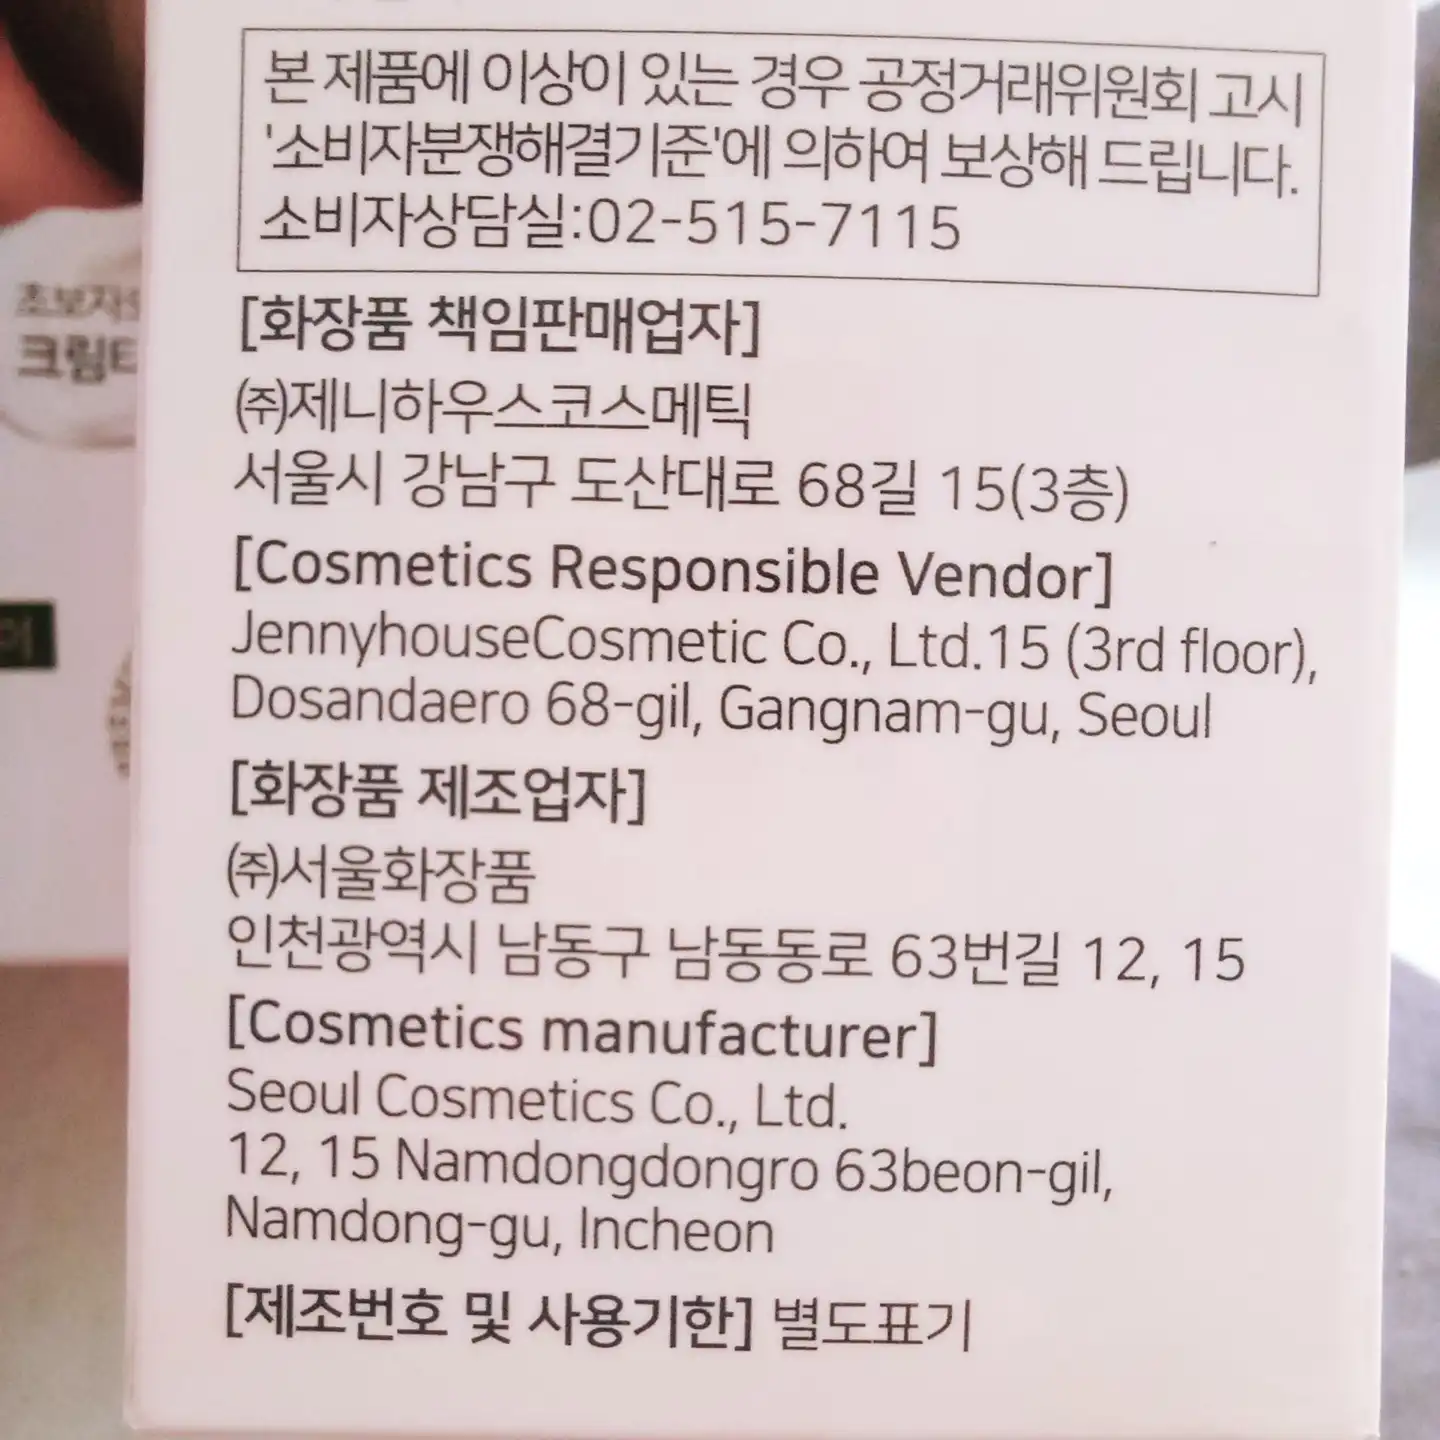 본 제품에 이상이 있는 경우 공정거래위원회 고시
'소비자분쟁해결기준'에 의하여 보상해 드립니다.
소비자상담실:02-515-7115
[화장품 책임판매업자]
㈜제니하우스코스메틱
서울시 강남구 도산대로 68길 15(3층)
[Cosmetics Responsible Vendor]
JennyhouseCosmetic Co., Ltd.15 (3rd floor),
Dosandaero 68-gil, Gangnam-gu, Seoul
[화장품 제조업자]
㈜서울화장품
인천광역시 남동구 남동동로 63번길 12, 15
[Cosmetics manufacturer]
Seoul Cosmetics Co., Ltd.
12, 15 Namdongdongro 63beon-gil,
Namdong-gu, Incheon
[제조번호 및 사용기한] 별도표기
초보자
크림